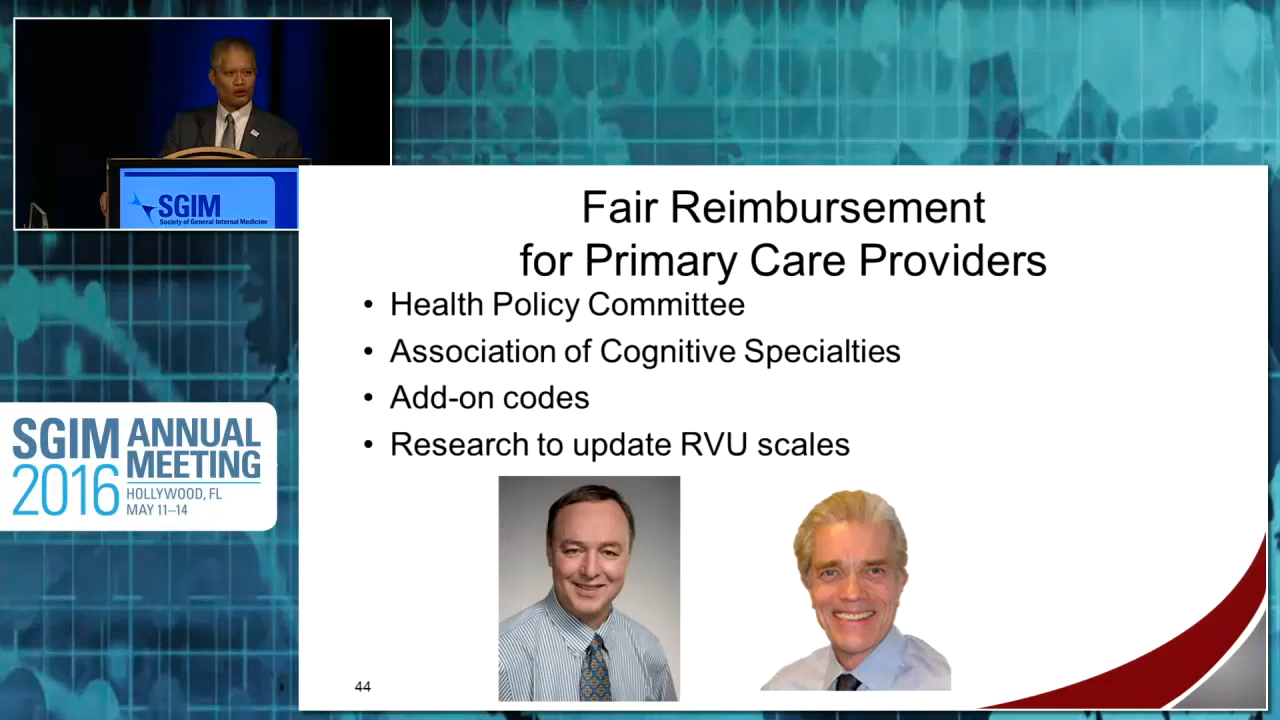 SGIM
Society of General Internal Medicine
Fair Reimbursement
for Primary Care Providers
• Health Policy Committee
• Association of Cognitive Specialties
• Add-on codes
• Research to update RVU scales
SGIM ANNUAL
2016 MEETING
HOLLYWOOD, FL
MAY 11–14
44